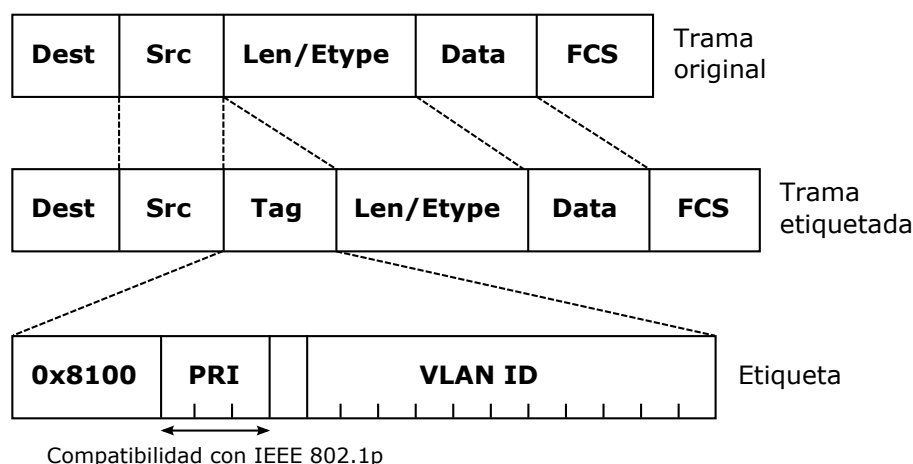 Dest Src Len/Etype Data FCS Trama original
Dest Src Tag Len/Etype Data FCS Trama etiquetada
0x8100 PRI VLAN ID Etiqueta
Compatibilidad con IEEE 802.1p